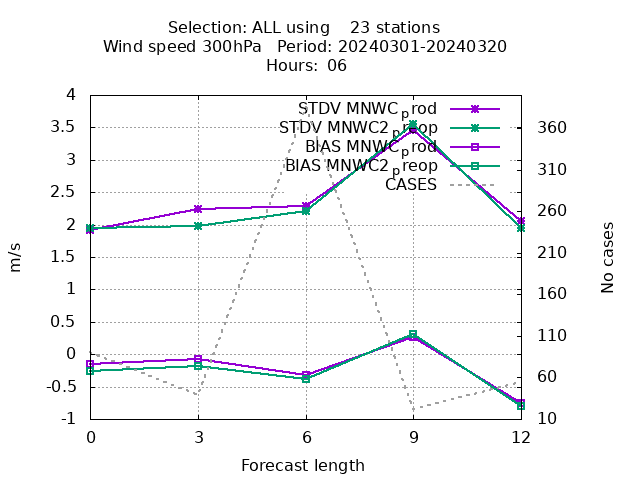 Selection: ALL using 23 stations
Wind speed 300hPa Period: 20240301-20240320
Hours: 06
STDV MNWC_prod
STDV MNWC2_preop
BIAS MNWC_prod
BIAS MNWC2_preop
CASES
4
3.5
3
2.5
2
1.5
1
0.5
0
-0.5
-1
m/s
360
310
260
210
160
110
60
10
No cases
0 3 6 9 12
Forecast length